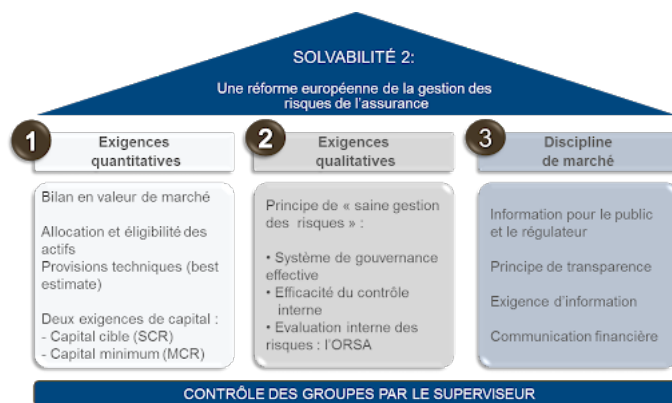 SOLVABILITÉ 2:
Une réforme européenne de la gestion des
risques de l'assurance
1
Exigences
quantitatives
Bilan en valeur de marché
Allocation et éligibilité des
actifs
Provisions techniques (best
estimate)
Deux exigences de capital :
- Capital cible (SCR)
- Capital minimum (MCR)
2
Exigences
qualitatives
Principe de « saine gestion
des risques » :
• Système de gouvernance
effective
• Efficacité du contrôle
interne
• Evaluation interne des
risques : l'ORSA
3
Discipline
de marché
Information pour le public
et le régulateur
Principe de transparence
Exigence d'information
Communication financière
CONTRÔLE DES GROUPES PAR LE SUPERVISEUR